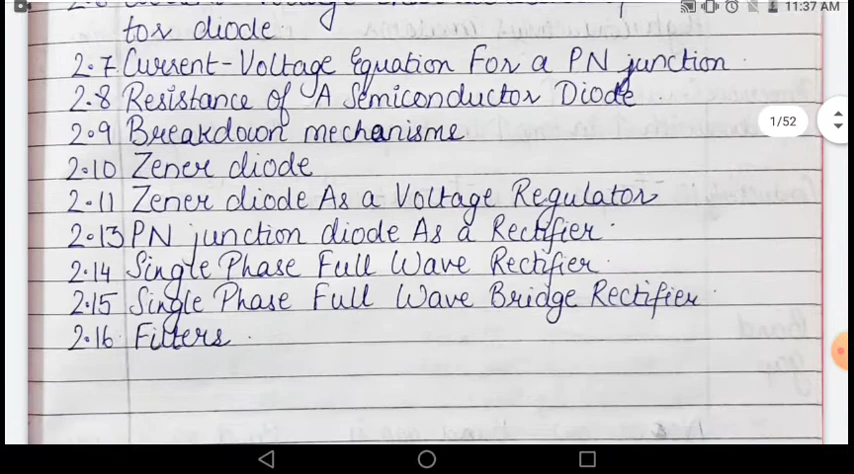 11:37 AM
tor diode.
2.7 Current-Voltage Equation For a PN junction
2.8 Resistance of A Semiconductor Diode
2.9 Breakdown mechanisme
1/52
2.10 Zener diode
2.11 Zener diode As a Voltage Regulator
2.13 PN junction diode As a Rectifier.
2.14 Single Phase Full Wave Rectifier.
2.15 Single Phase Full Wave Bridge Rectifier.
2.16 Filters.